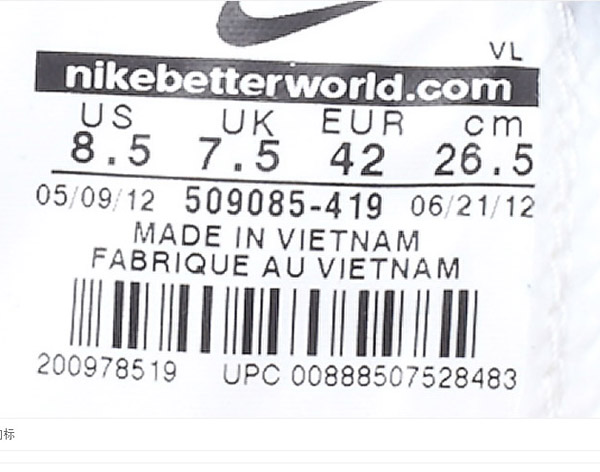 VL
nikebetterworld.com
US UK EUR cm
8.5 7.5 42 26.5
05/09/12 509085-419 06/21/12
MADE IN VIETNAM
FABRIQUE AU VIETNAM
200978519 UPC 00888507528483
标